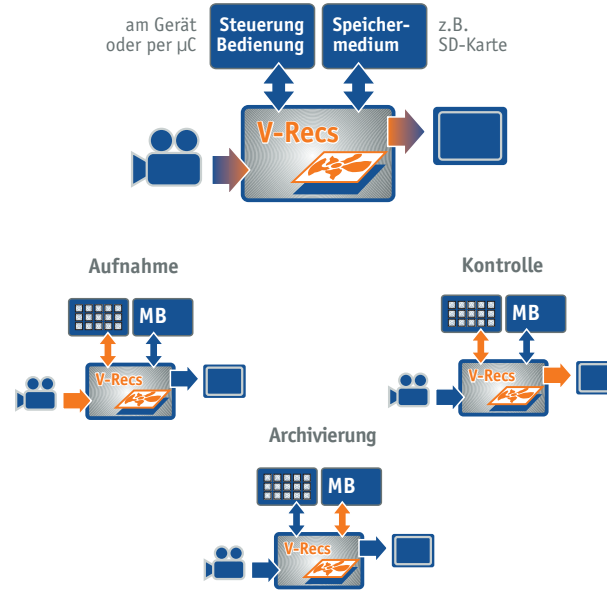 am Gerät
oder per µC
Steuerung
Bedienung
Speicher-
medium
z.B.
SD-Karte
V-Recs
Aufnahme
MB
V-Recs
Kontrolle
MB
V-Recs
Archivierung
MB
V-Recs